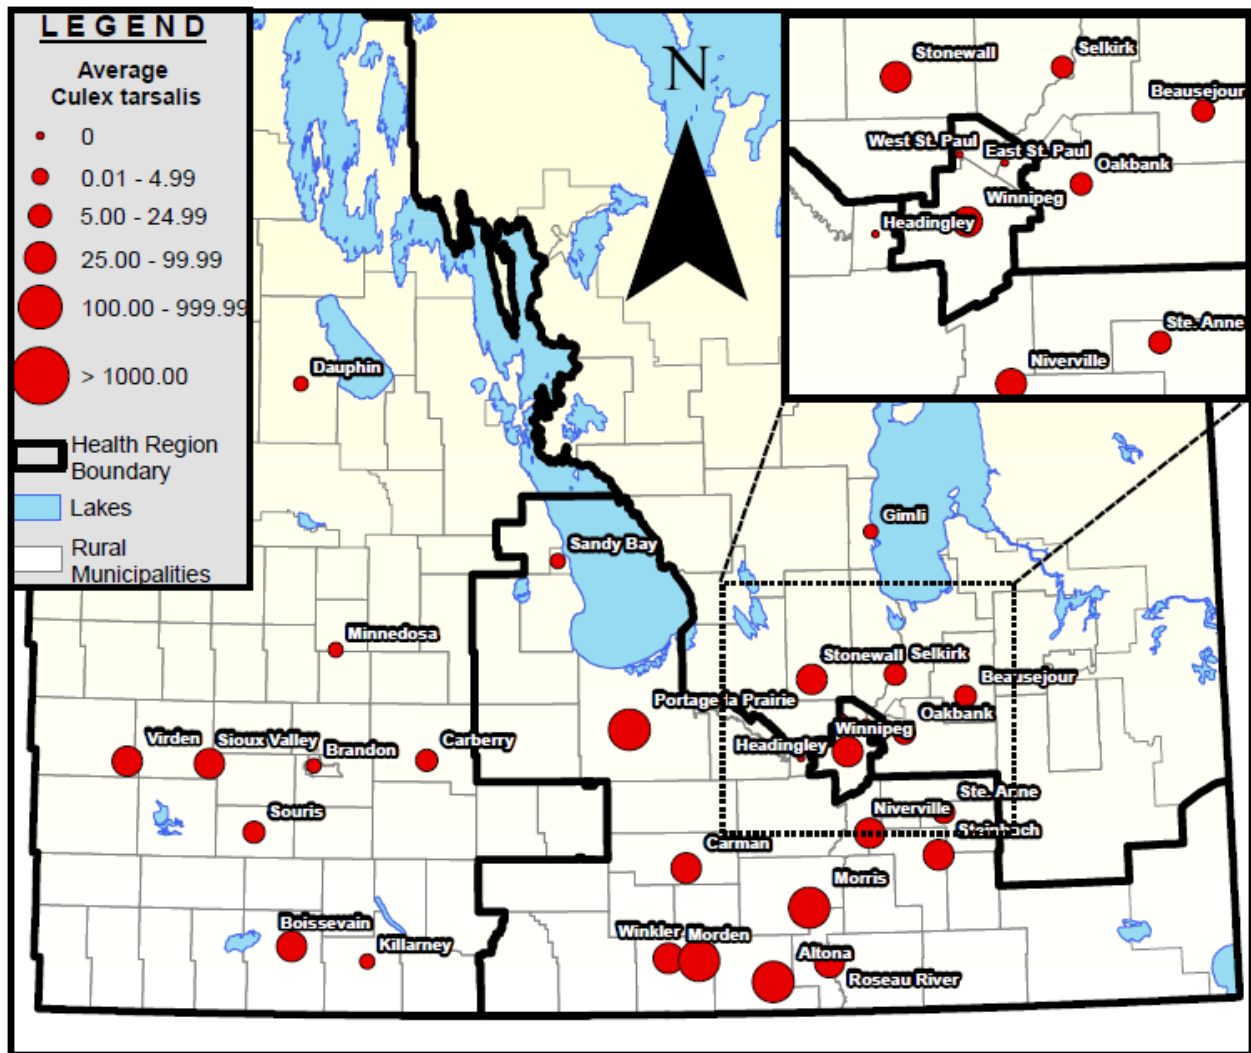 L E G E N D
Average
Culex tarsalis
0
0.01 - 4.99
5.00 - 24.99
25.00 - 99.99
100.00 - 999.99
> 1000.00
Health Region
Boundary
Lakes
Rural
Municipalities
N
Stonewall
Selkirk
Beausejour
West St. Paul
East St. Paul
Oakbank
Winnipeg
Headingley
Ste. Anne
Niverville
Dauphin
Gimli
Sandy Bay
Minnedosa
Stonewall
Selkirk
Beausejour
Portage la Prairie
Oakbank
Winnipeg
Headingley
Virden
Sioux Valley
Brandon
Carberry
Souris
Ste. Anne
Niverville
Steinbach
Carman
Morris
Boissevain
Killarney
Winkler
Morden
Altona
Roseau River